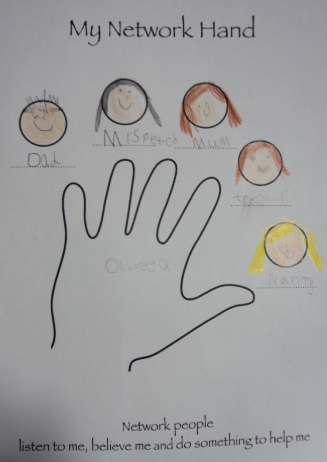 My Network Hand
Dad
Mrspetch
Mum
Nanny
Network people
listen to me, believe me and do something to help me